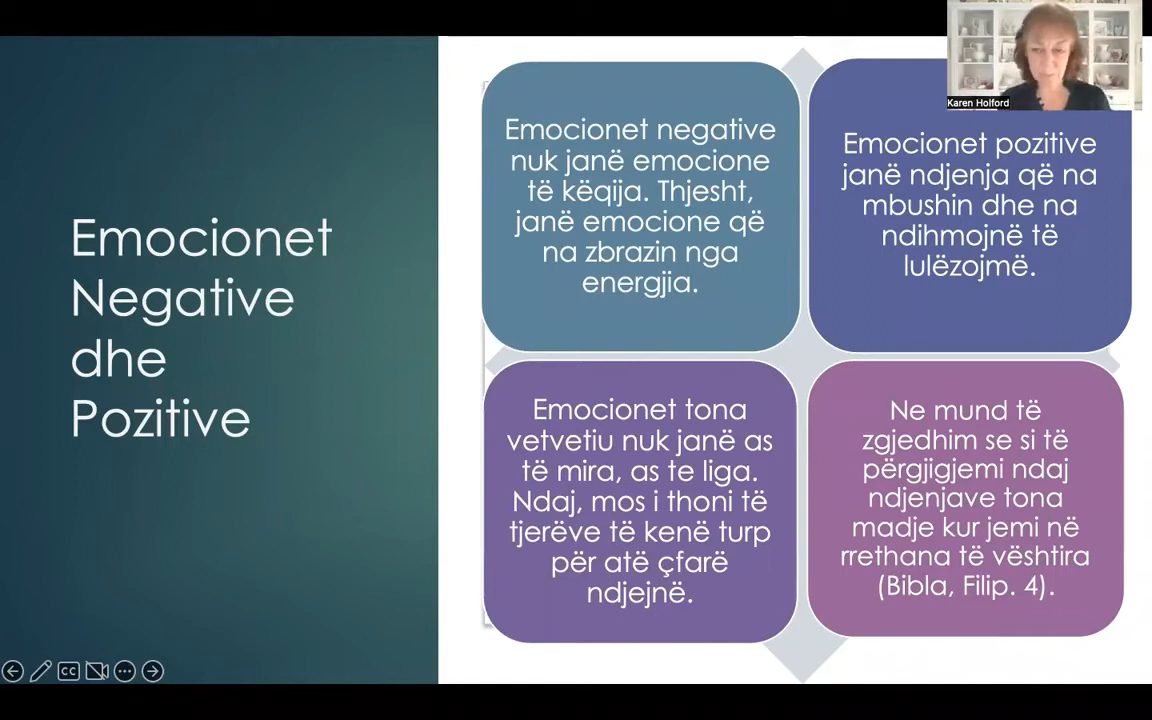 Emocionet
Negative
dhe
Pozitive
Emocionet negative
nuk janë emocione
të këqija. Thjesht,
janë emocione që
na zbrazin nga
energjia.
Emocionet pozitive
janë ndjenja që na
mbushin dhe na
ndihmojnë të
lulëzojmë.
Emocionet tona
vetvetiu nuk janë as
të mira, as te liga.
Ndaj, mos i thoni të
tjerëve të kenë turp
për atë çfarë
ndjejnë.
Ne mund të
zgjedhim se si të
përgjigjemi ndaj
ndjenjave tona
madje kur jemi në
rrethana të vështira
(Bibla, Filip. 4).
Karen Holford
CC